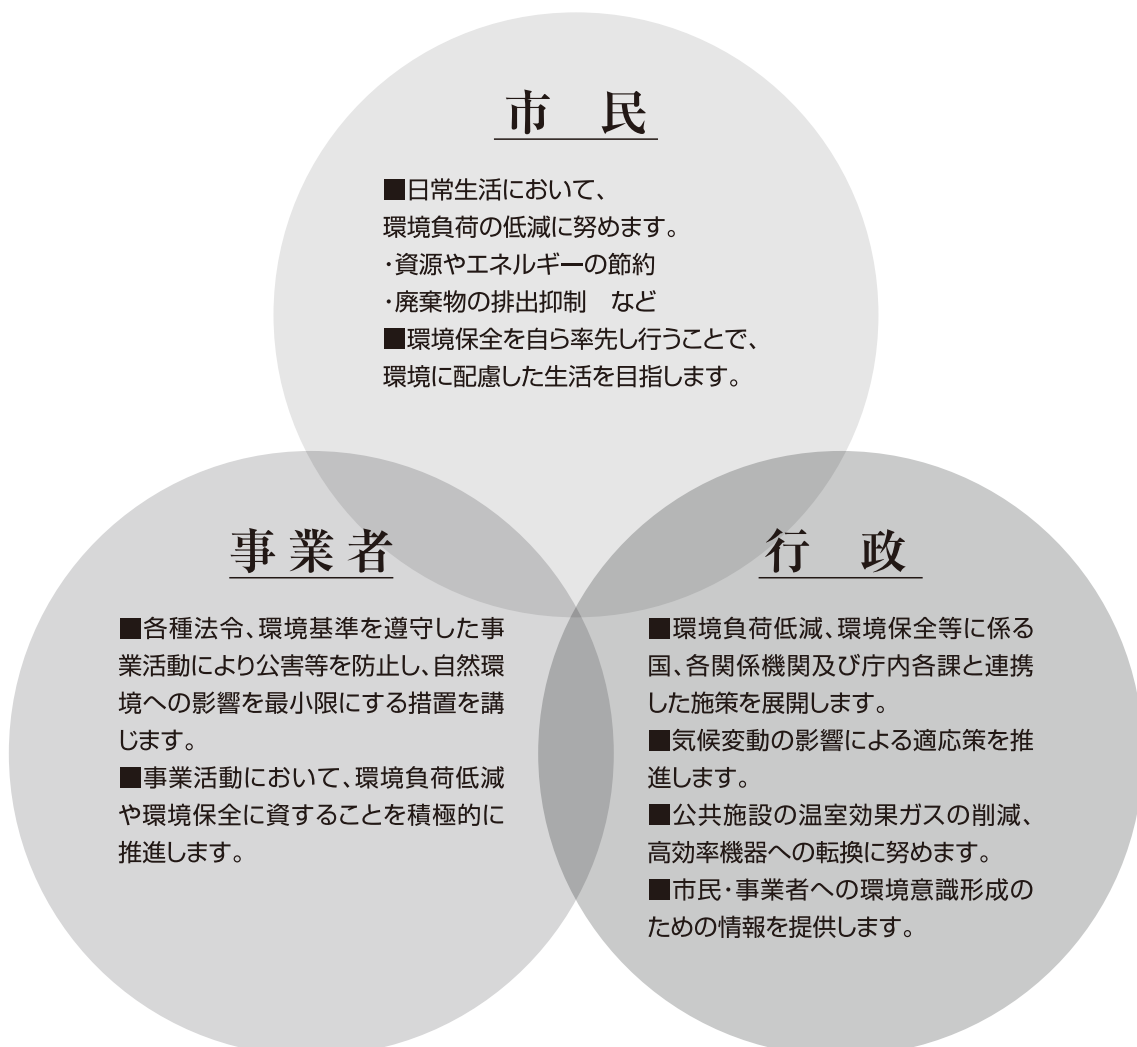 市　民
■日常生活において、
環境負荷の低減に努めます。
・資源やエネルギーの節約
・廃棄物の排出抑制　など
■環境保全を自ら率先し行うことで、
環境に配慮した生活を目指します。
事業者
■各種法令、環境基準を遵守した事
業活動により公害等を防止し、自然環
境への影響を最小限にする措置を講
じます。
■事業活動において、環境負荷低減
や環境保全に資することを積極的に
推進します。
行　政
■環境負荷低減、環境保全等に係る
国、各関係機関及び庁内各課と連携
した施策を展開します。
■気候変動の影響による適応策を推
進します。
■公共施設の温室効果ガスの削減、
高効率機器への転換に努めます。
■市民・事業者への環境意識形成の
ための情報を提供します。